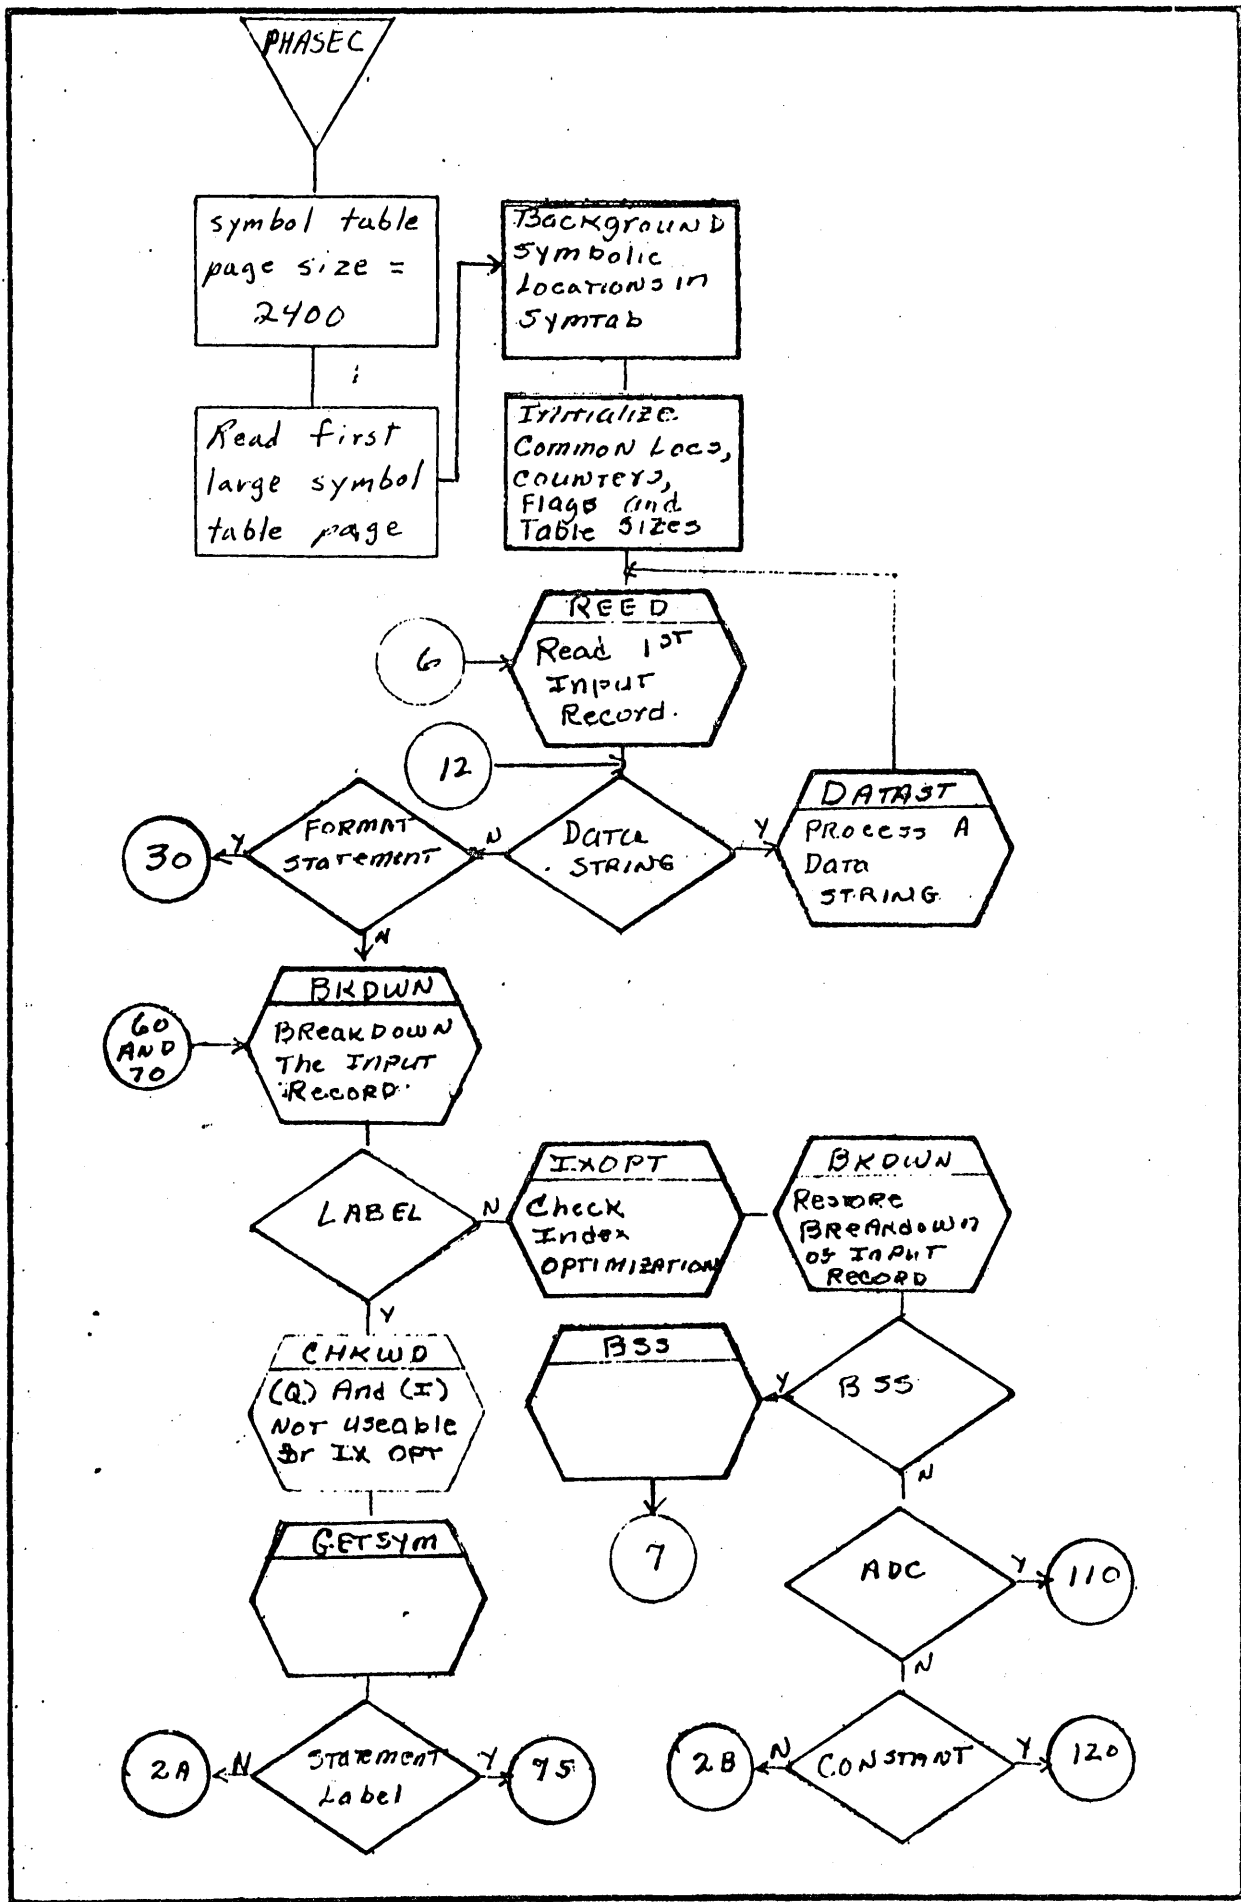 PHASEC
symbol table
page size =
2400
Read first
large symbol
table page
Background
Symbolic
Locations in
Symtab
Initialize
Common Locs,
Counters,
Flags and
Table Sizes
REED
Read 1ST
Input
Record.
6
12
DATA
STRING
Y
N
DATAST
Process A
Data
STRING
FORMAT
Statement
Y
30
N
BKDWN
BreakDown
The Input
Record
60
AND
70
LABEL
N
Y
IXOPT
Check
Index
OPTIMIZATION
BKDWN
Restore
BreAkdown
of Input
Record
CHKWD
(Q) And (I)
Not useable
for IX OPT
BSS
Y
BSS
N
7
GETSYM
ADC
Y
110
N
Statement
Label
N
2A
Y
75
CONSTANT
N
2B
Y
120